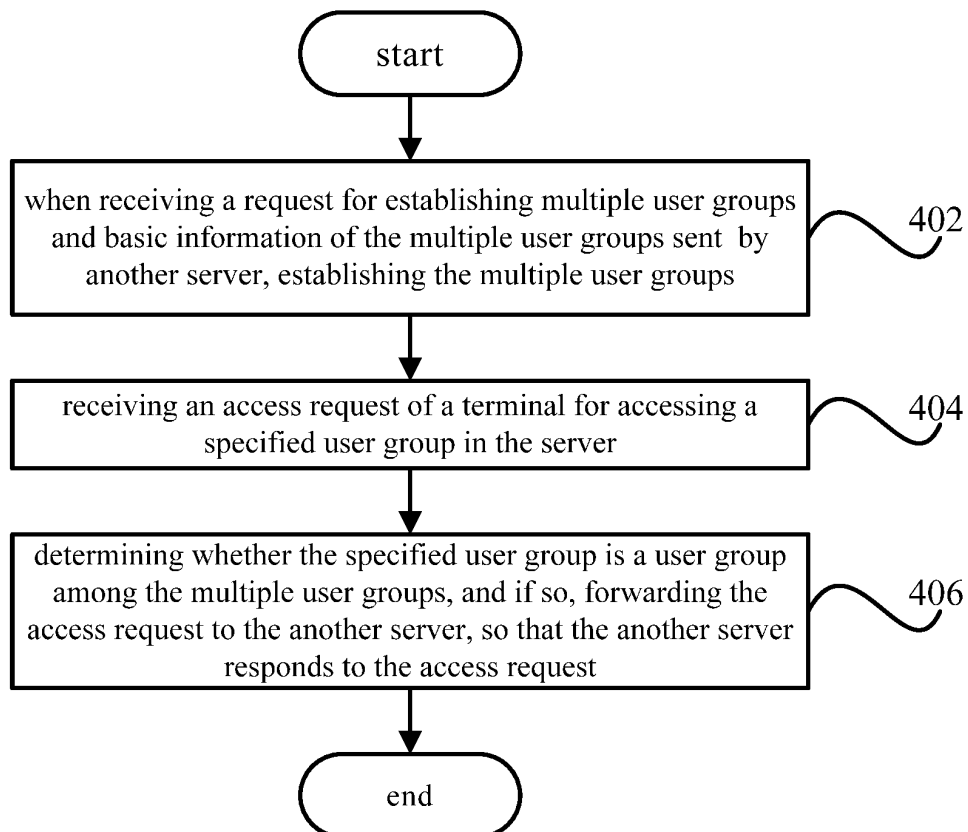 start
when receiving a request for establishing multiple user groups
and basic information of the multiple user groups sent by
another server, establishing the multiple user groups
402
receiving an access request of a terminal for accessing a
specified user group in the server
404
determining whether the specified user group is a user group
among the multiple user groups, and if so, forwarding the
access request to the another server, so that the another server
responds to the access request
406
end